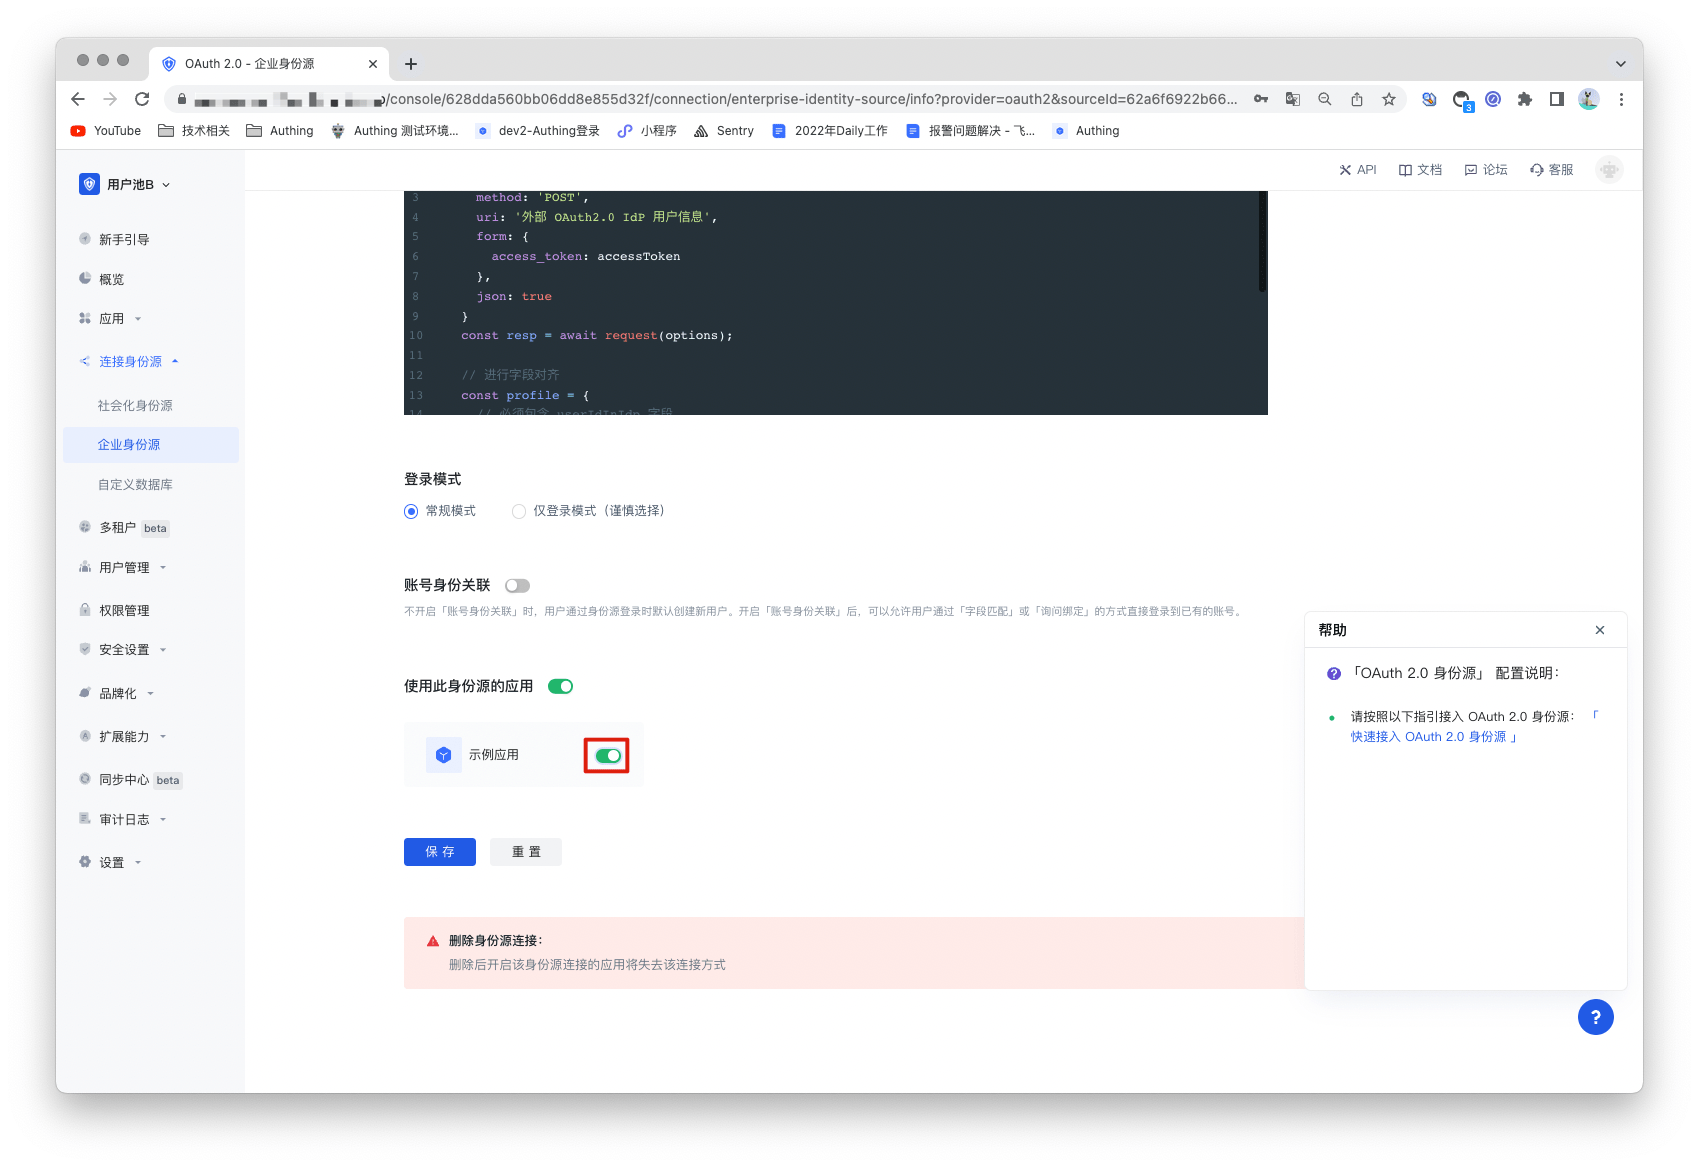 OAuth 2.0 - 企业身份源
/console/628dda560bb06dd8e855d32f/connection/enterprise-identity-source/info?provider=oauth2&sourceId=62a6f6922b66...
3
YouTube
技术相关
Authing
Authing 测试环境...
dev2-Authing登录
小程序
Sentry
2022年Daily工作
报警问题解决 - 飞...
Authing
用户池B
API
文档
论坛
客服
新手引导
概览
应用
连接身份源
社会化身份源
企业身份源
自定义数据库
多租户 beta
用户管理
权限管理
安全设置
品牌化
扩展能力
同步中心 beta
审计日志
设置
3 method: 'POST',
4 uri: '外部 OAuth2.0 IdP 用户信息',
5 form: {
6 access_token: accessToken
7 },
8 json: true
9 }
10 const resp = await request(options);
11
12 // 进行字段对齐
13 const profile = {
14 // 必须包含 userIdInIdp 字段
登录模式
常规模式
仅登录模式（谨慎选择）
账号身份关联
不开启「账号身份关联」时，用户通过身份源登录时默认创建新用户。开启「账号身份关联」后，可以允许用户通过「字段匹配」或「询问绑定」的方式直接登录到已有的账号。
使用此身份源的应用
示例应用
保 存
重 置
删除身份源连接：
删除后开启该身份源连接的应用将失去该连接方式
帮助
? 「OAuth 2.0 身份源」 配置说明：
请按照以下指引接入 OAuth 2.0 身份源： 「
快速接入 OAuth 2.0 身份源 」
?